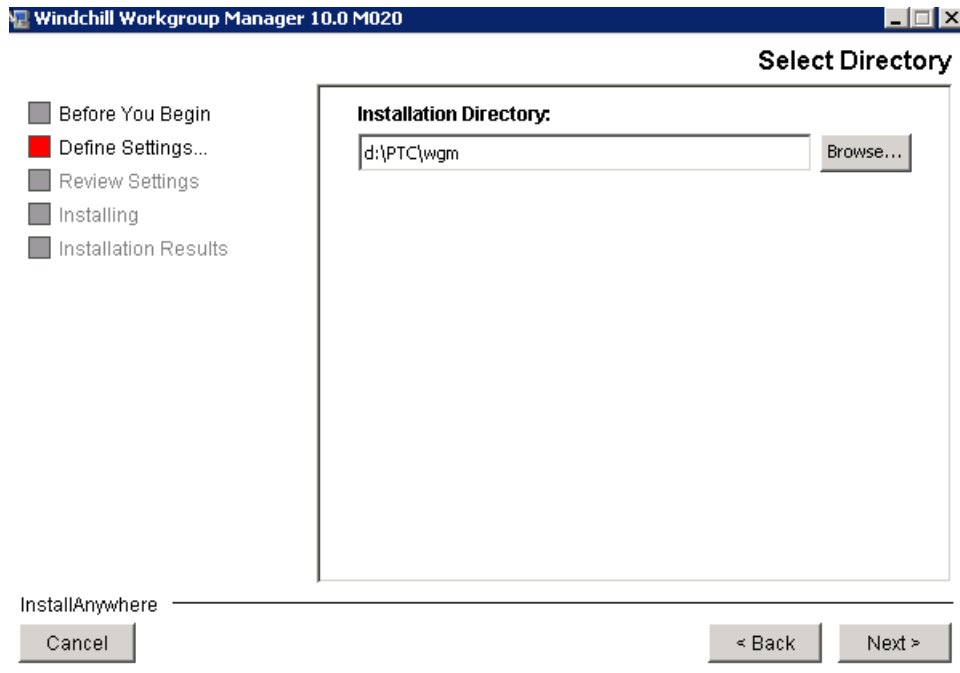 Windchill Workgroup Manager 10.0 M020
Select Directory
Before You Begin
Define Settings...
Review Settings
Installing
Installation Results
Installation Directory:
d:\PTC\wgm
Browse...
InstallAnywhere
Cancel
< Back
Next >